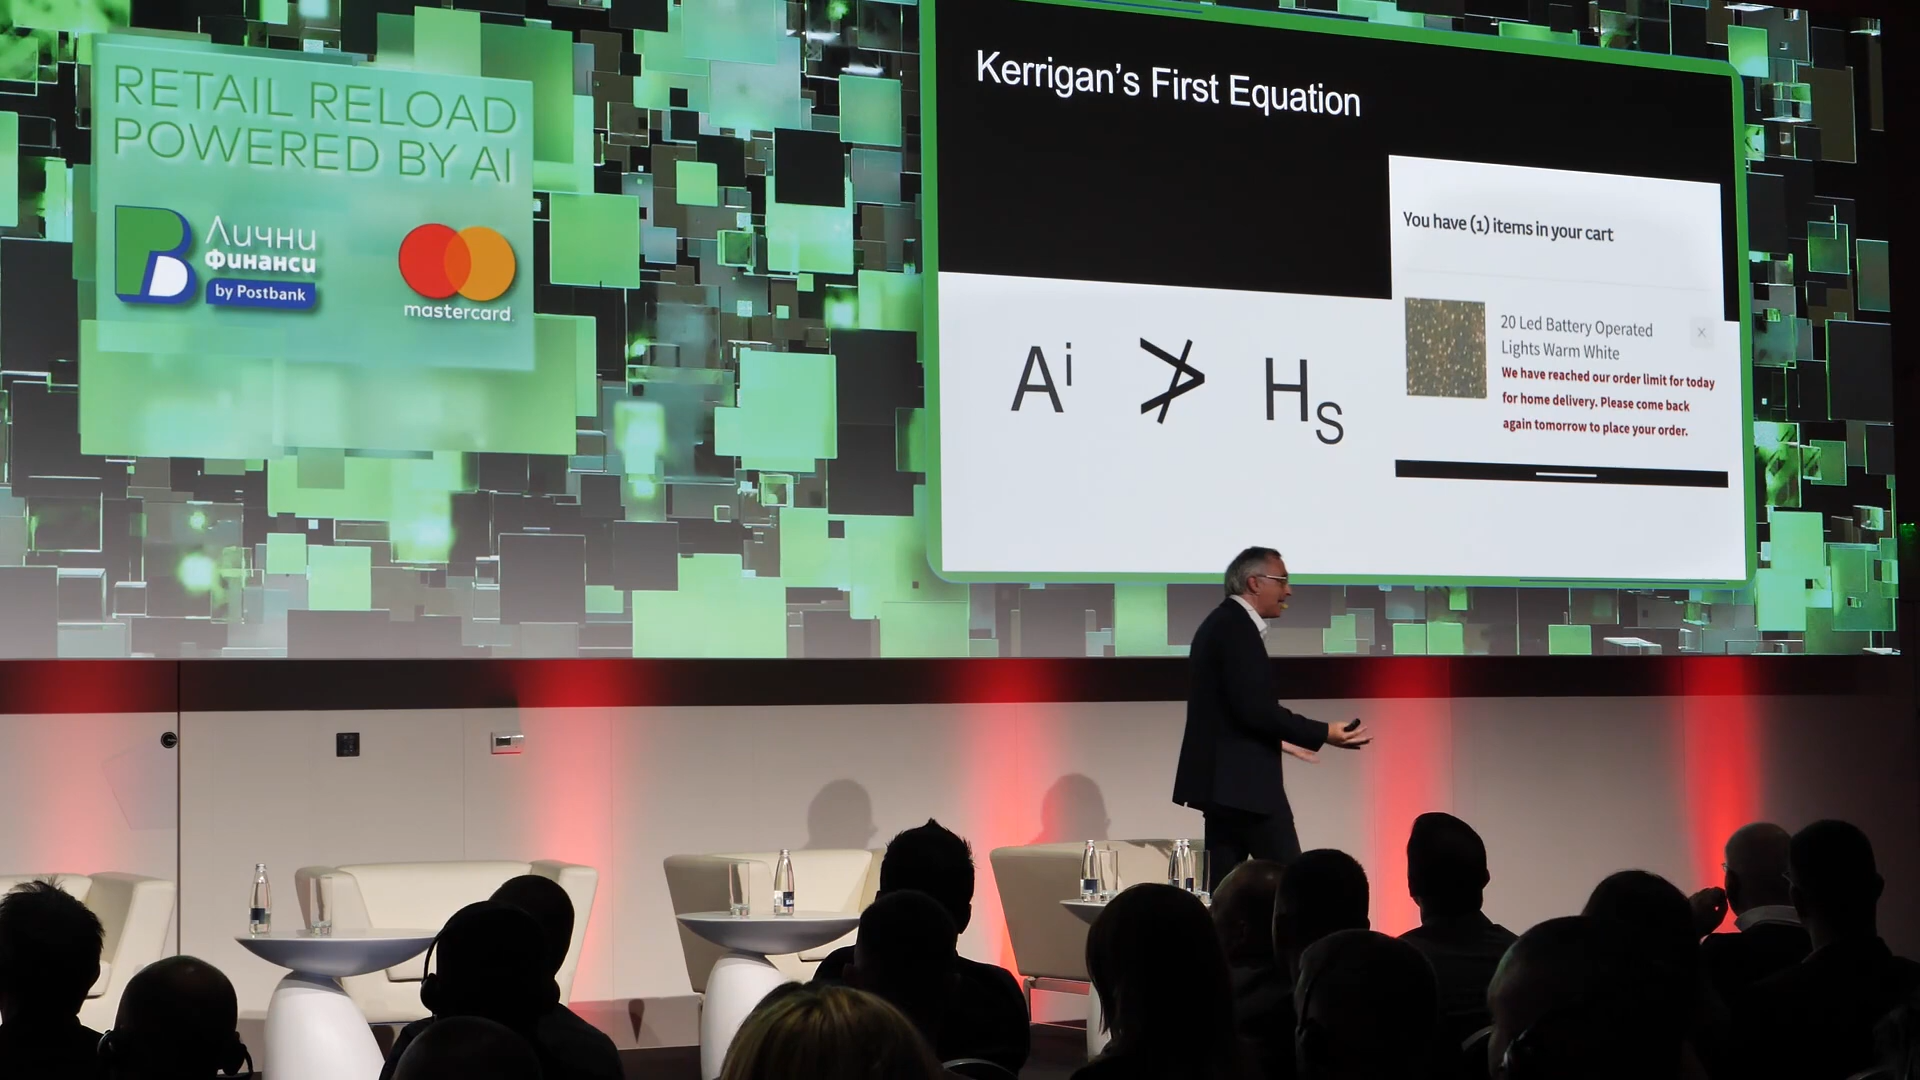 RETAIL RELOAD
POWERED BY AI
Лични
финанси
by Postbank
mastercard.
Kerrigan's First Equation
Aⁱ ≯ Hs
You have (1) items in your cart
20 Led Battery Operated
Lights Warm White
We have reached our order limit for today
for home delivery. Please come back
again tomorrow to place your order.